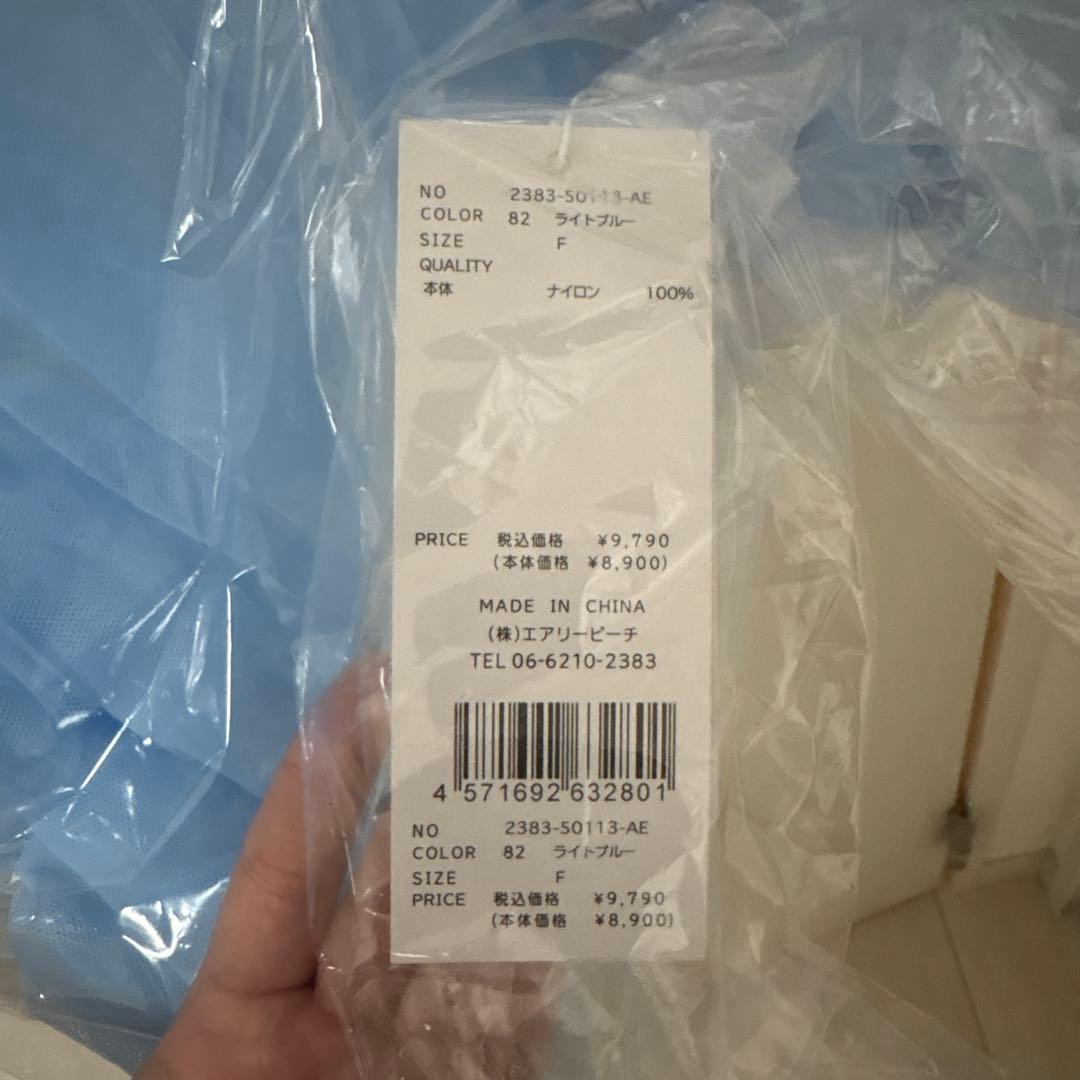 NO 2383-50113-AE
COLOR 82 ライトブルー
SIZE F
QUALITY
本体 ナイロン 100%
PRICE 税込価格 ¥9,790
(本体価格 ¥8,900)
MADE IN CHINA
(株)エアリーピーチ
TEL 06-6210-2383
4 571692 632801
NO 2383-50113-AE
COLOR 82 ライトブルー
SIZE F
PRICE 税込価格 ¥9,790
(本体価格 ¥8,900)